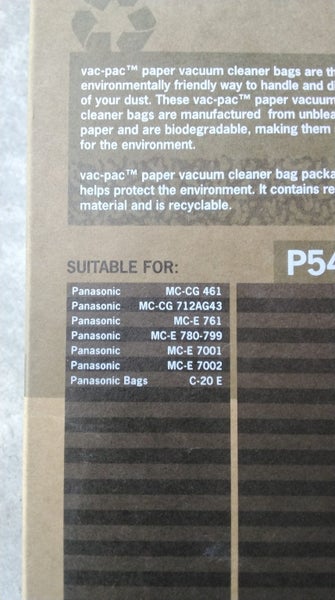 vac-pac™ paper vacuum cleaner bags are
environmentally friendly way to handle and
of your dust. These vac-pac™ paper vacuum
cleaner bags are manufactured from
paper and are biodegradable, making them
for the environment.
vac-pac™ paper vacuum cleaner bag
helps protect the environment. It contains
material and is recyclable.
SUITABLE FOR:
P54
Panasonic MC-CG 461
Panasonic MC-CG 712AG43
Panasonic MC-E 761
Panasonic MC-E 780-799
Panasonic MC-E 7001
Panasonic MC-E 7002
Panasonic Bags C-20 E